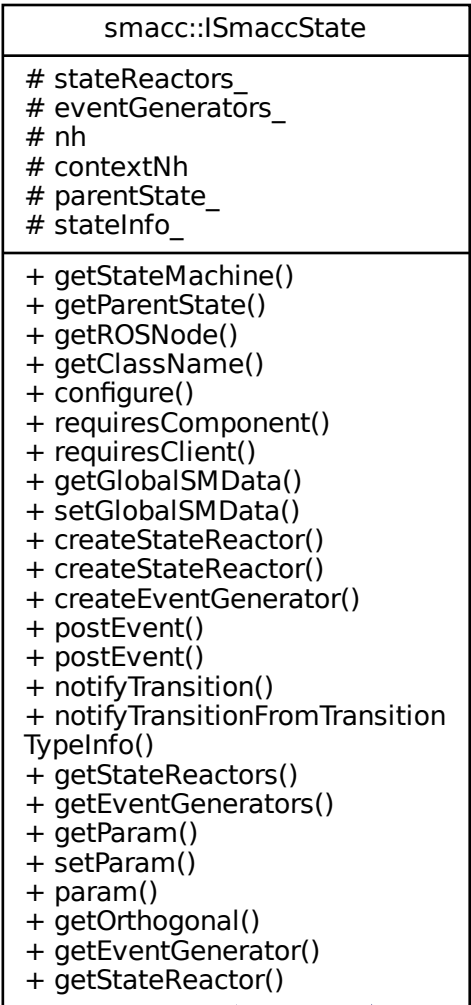 smacc::ISmaccState
# stateReactors_
# eventGenerators_
# nh
# contextNh
# parentState_
# stateInfo_
+ getStateMachine()
+ getParentState()
+ getROSNode()
+ getClassName()
+ configure()
+ requiresComponent()
+ requiresClient()
+ getGlobalSMData()
+ setGlobalSMData()
+ createStateReactor()
+ createStateReactor()
+ createEventGenerator()
+ postEvent()
+ postEvent()
+ notifyTransition()
+ notifyTransitionFromTransition
TypeInfo()
+ getStateReactors()
+ getEventGenerators()
+ getParam()
+ setParam()
+ param()
+ getOrthogonal()
+ getEventGenerator()
+ getStateReactor()